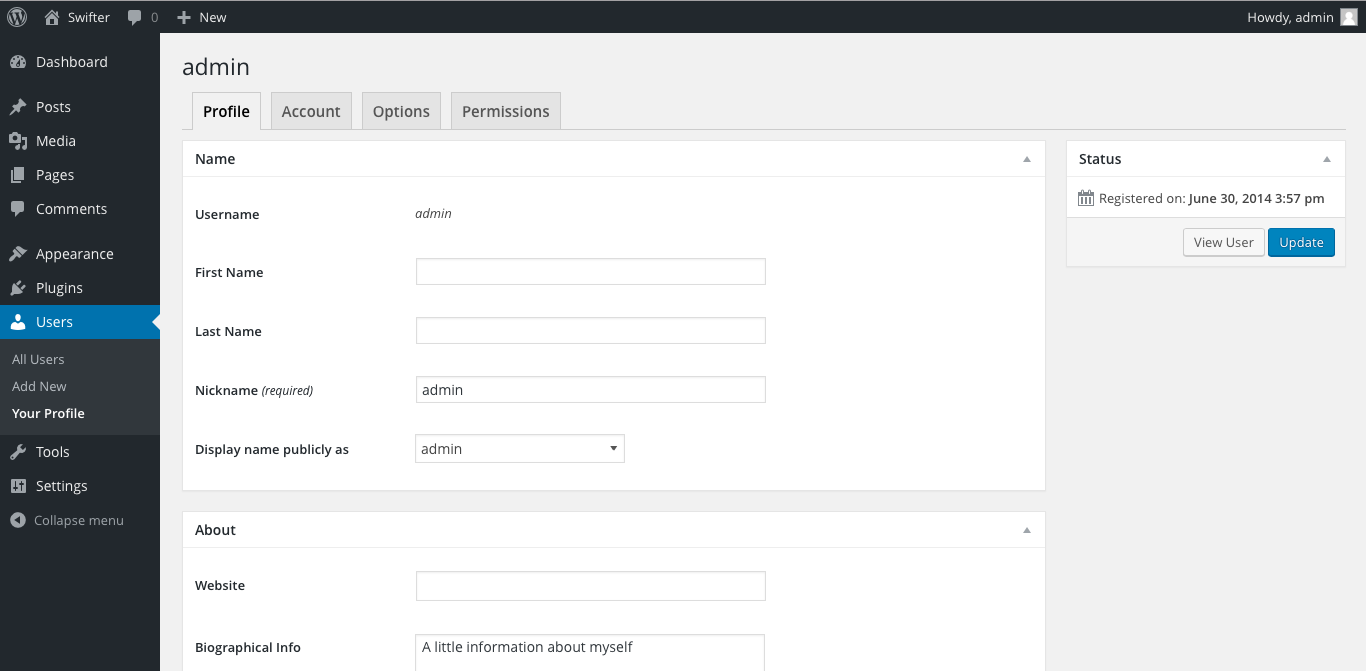 Swifter 0 New Howdy, admin
Dashboard
Posts
Media
Pages
Comments
Appearance
Plugins
Users
All Users
Add New
Your Profile
Tools
Settings
Collapse menu
admin
Profile Account Options Permissions
Name
Username admin
First Name
Last Name
Nickname (required) admin
Display name publicly as admin
About
Website
Biographical Info A little information about myself
Status
Registered on: June 30, 2014 3:57 pm
View User Update